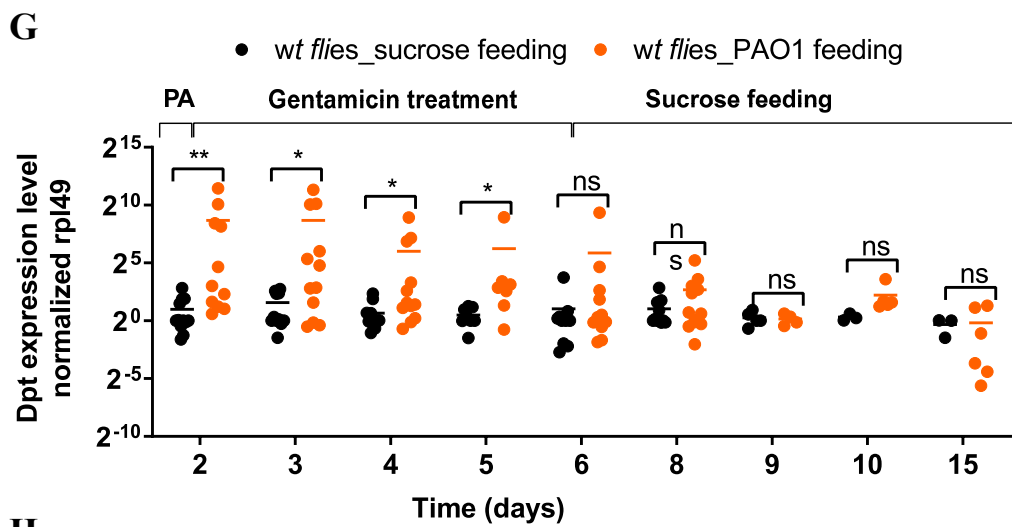 G
wt flies_sucrose feeding wt flies_PAO1 feeding
PA Gentamicin treatment Sucrose feeding
Dpt expression level
normalized rpl49
2^15
2^10
2^5
2^0
2^-5
2^-10
** * * * ns n
s ns ns ns
2 3 4 5 6 8 9 10 15
Time (days)